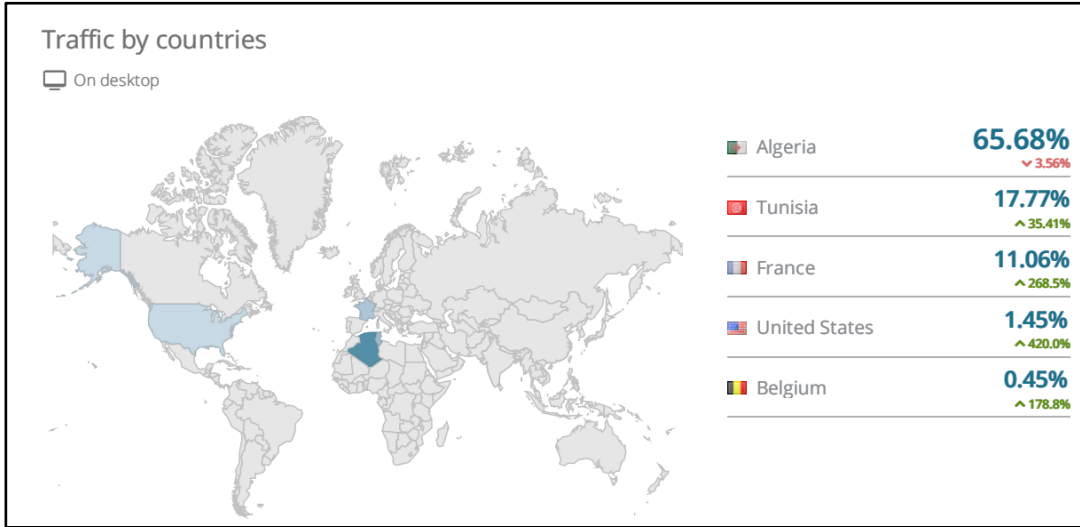 Traffic by countries
On desktop
Algeria 65.68%
3.56%
Tunisia 17.77%
35.41%
France 11.06%
268.5%
United States 1.45%
420.0%
Belgium 0.45%
178.8%